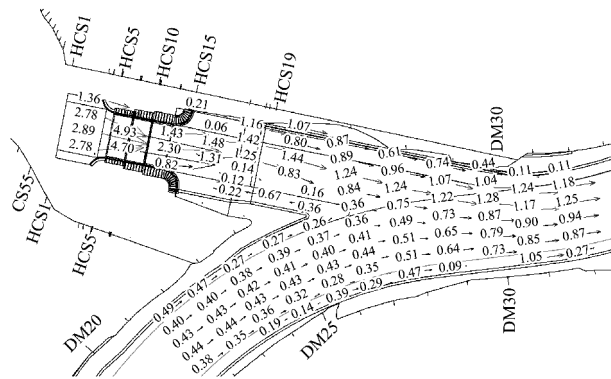 HCS1
HCS5
HCS10
HCS15
HCS19
DM30
1.36 0.21 1.16 1.07
2.78 4.93 1.43 0.06 1.42 0.80 0.87 0.61 0.74 0.44 0.11 0.11
2.89 4.70 2.30 1.48 1.25 1.44 0.89 0.96 1.07 1.04 1.24 1.18
2.78 0.82 1.31 0.14 0.83 1.24 1.24 1.22 1.28 1.17 1.25
0.12 0.16 0.84 0.75 0.73 0.87 0.90 0.94
0.22 0.67 0.36 0.36 0.49 0.65 0.79 0.85 0.87
0.49 0.47 0.27 0.27 0.26 0.36 0.51 0.64 0.73 1.05 0.27
0.40 0.40 0.38 0.39 0.37 0.41 0.51 0.47 0.09
0.43 0.43 0.42 0.41 0.40 0.41 0.44
0.44 0.44 0.43 0.43 0.43 0.43 0.35 0.29
0.38 0.35 0.36 0.32 0.28 0.39
0.19 0.14
CS55
HCS1
HCS5
DM20
DM25
DM30